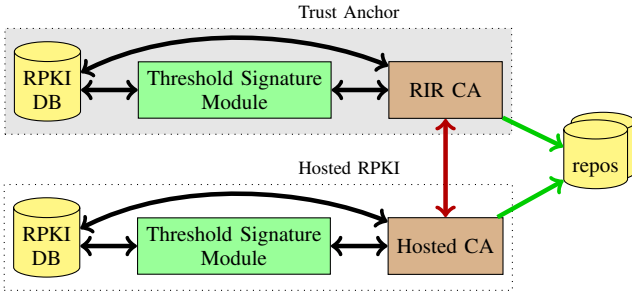 Trust Anchor
RPKI
DB
Threshold Signature
Module
RIR CA
repos
Hosted RPKI
RPKI
DB
Threshold Signature
Module
Hosted CA